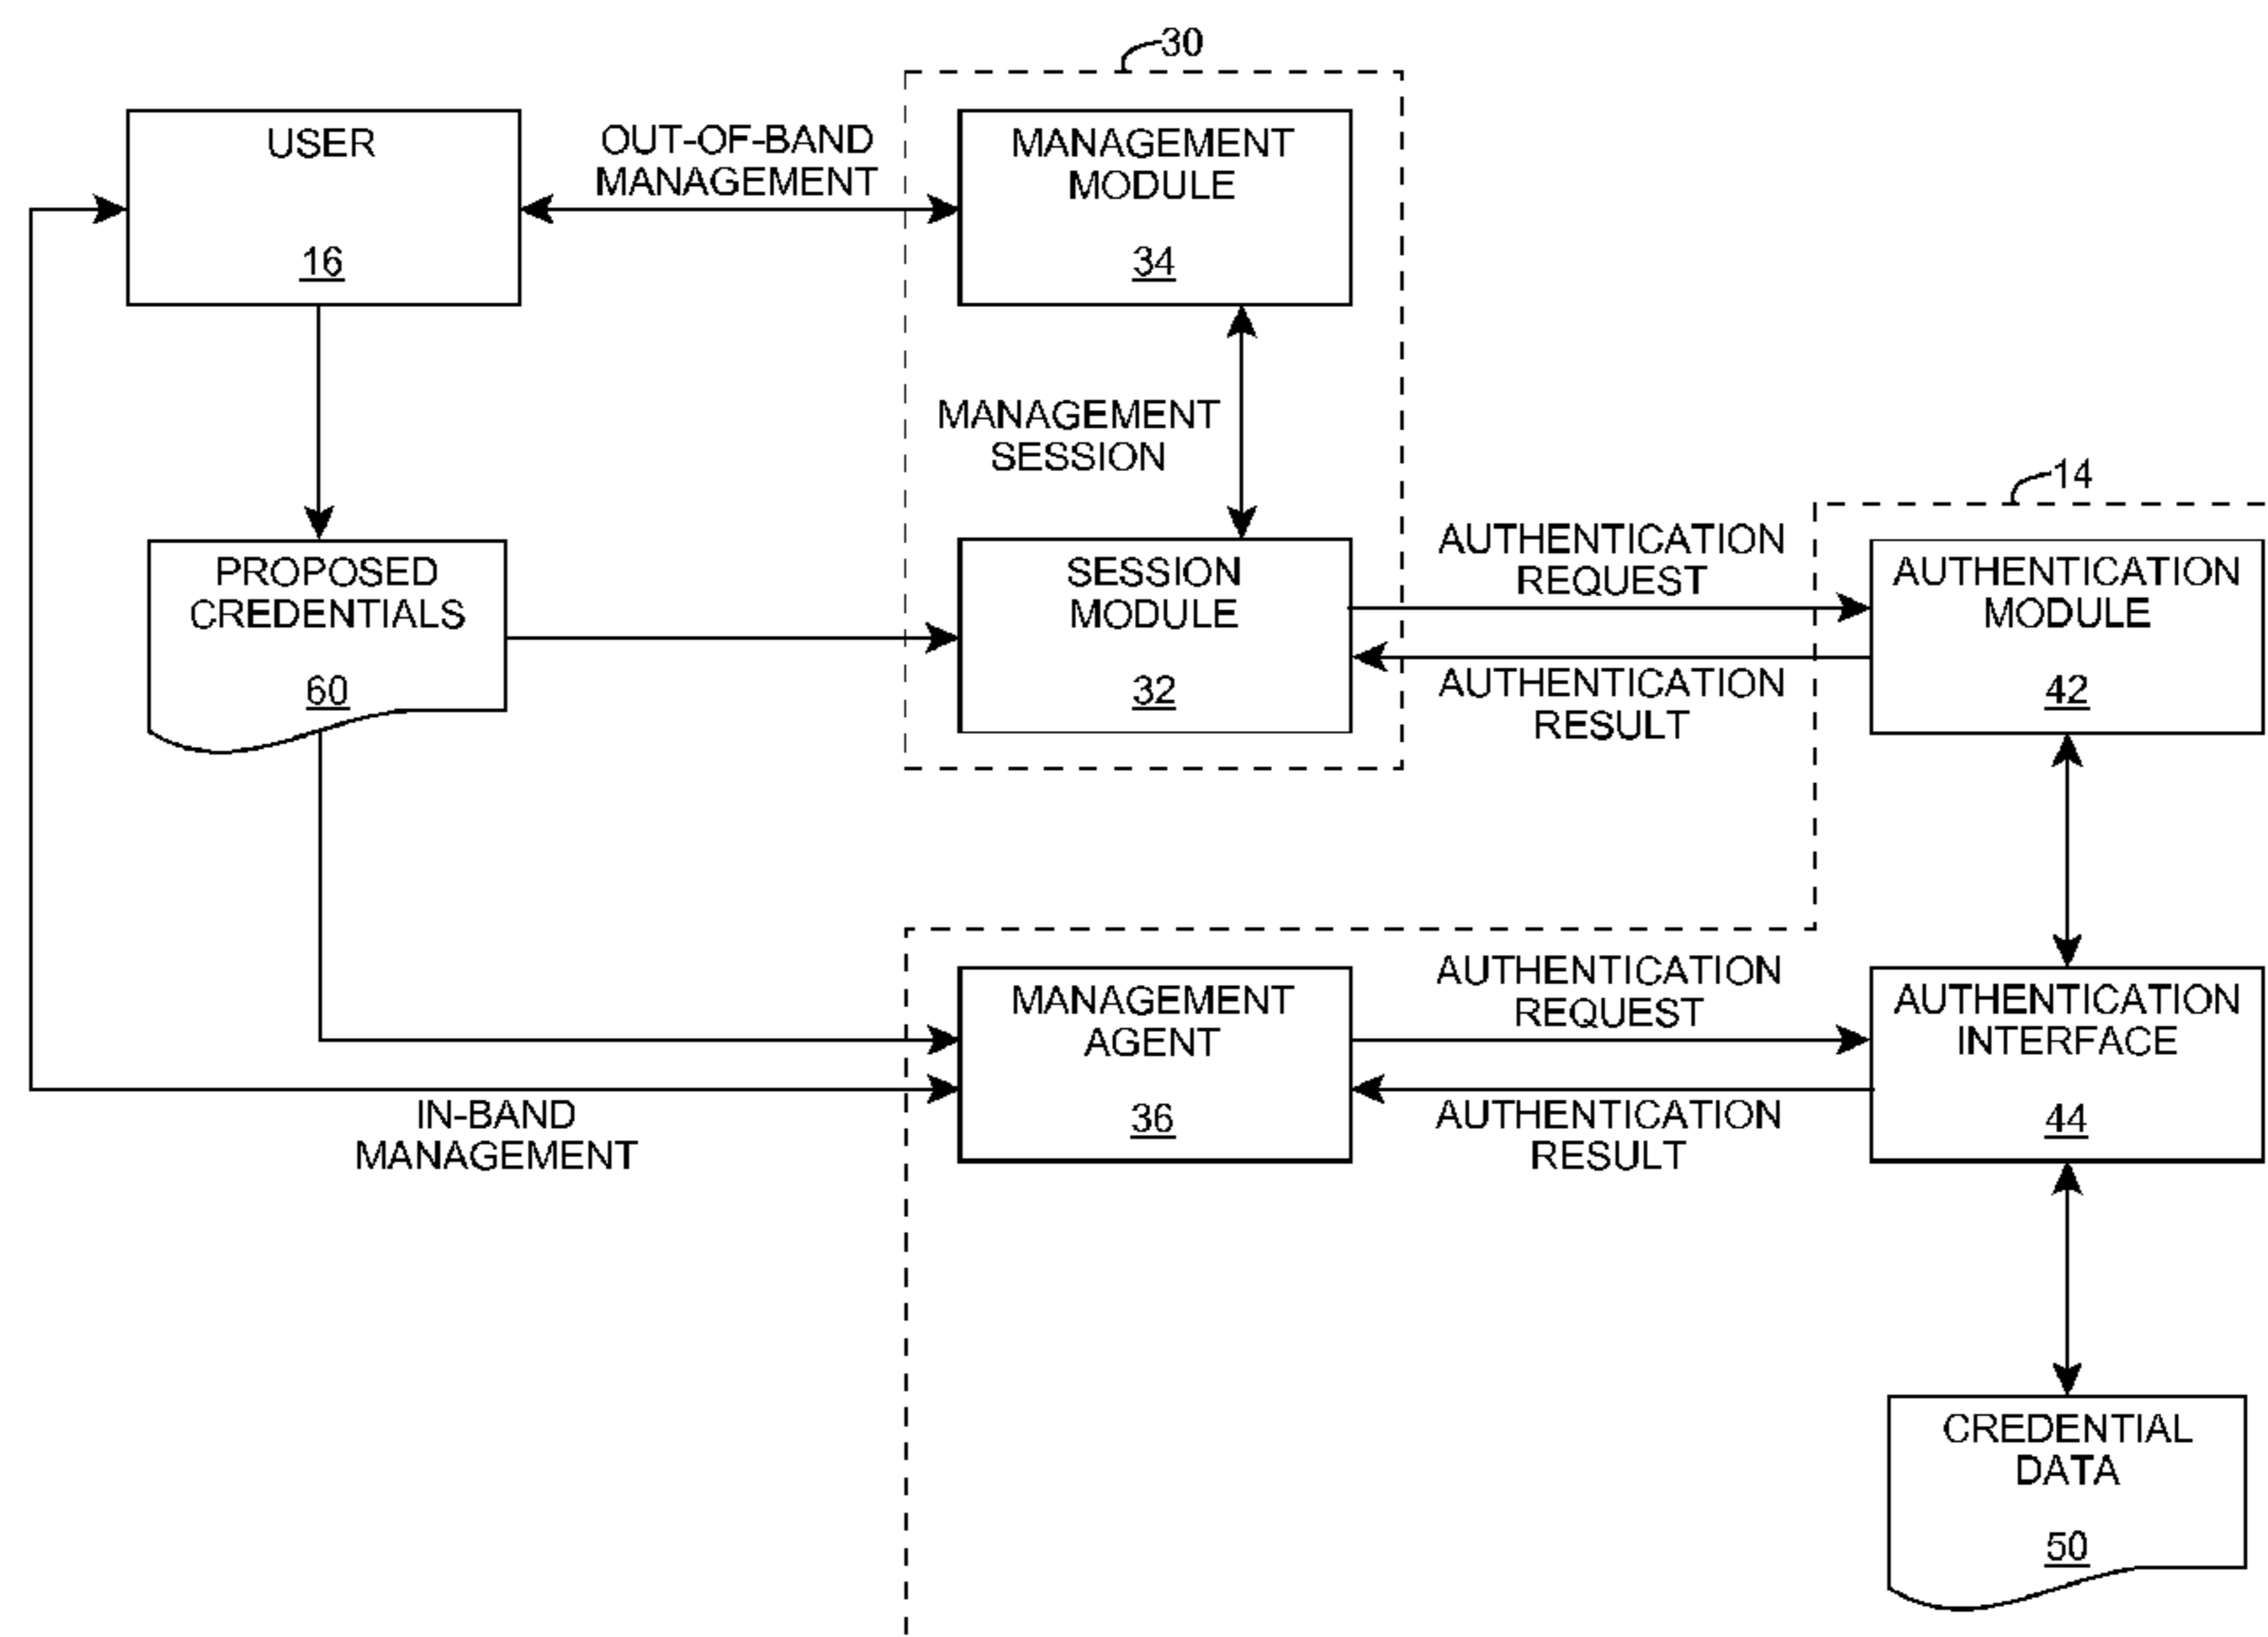 30
USER
16
OUT-OF-BAND
MANAGEMENT
MANAGEMENT
MODULE
34
MANAGEMENT
SESSION
14
PROPOSED
CREDENTIALS
60
SESSION
MODULE
32
AUTHENTICATION
REQUEST
AUTHENTICATION
RESULT
AUTHENTICATION
MODULE
42
MANAGEMENT
AGENT
36
AUTHENTICATION
REQUEST
AUTHENTICATION
RESULT
AUTHENTICATION
INTERFACE
44
IN-BAND
MANAGEMENT
CREDENTIAL
DATA
50